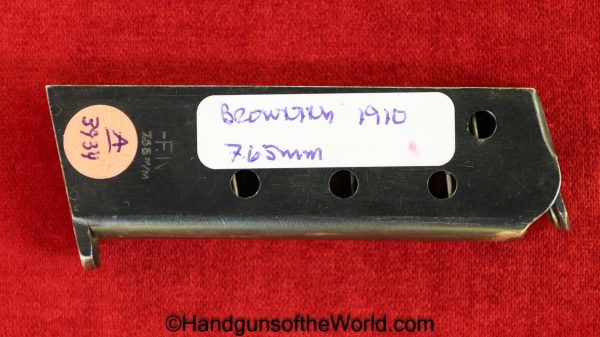 A
3934
-FN-
7.65 m/m
Browning 1910
7.65mm
©HandgunsoftheWorld.com